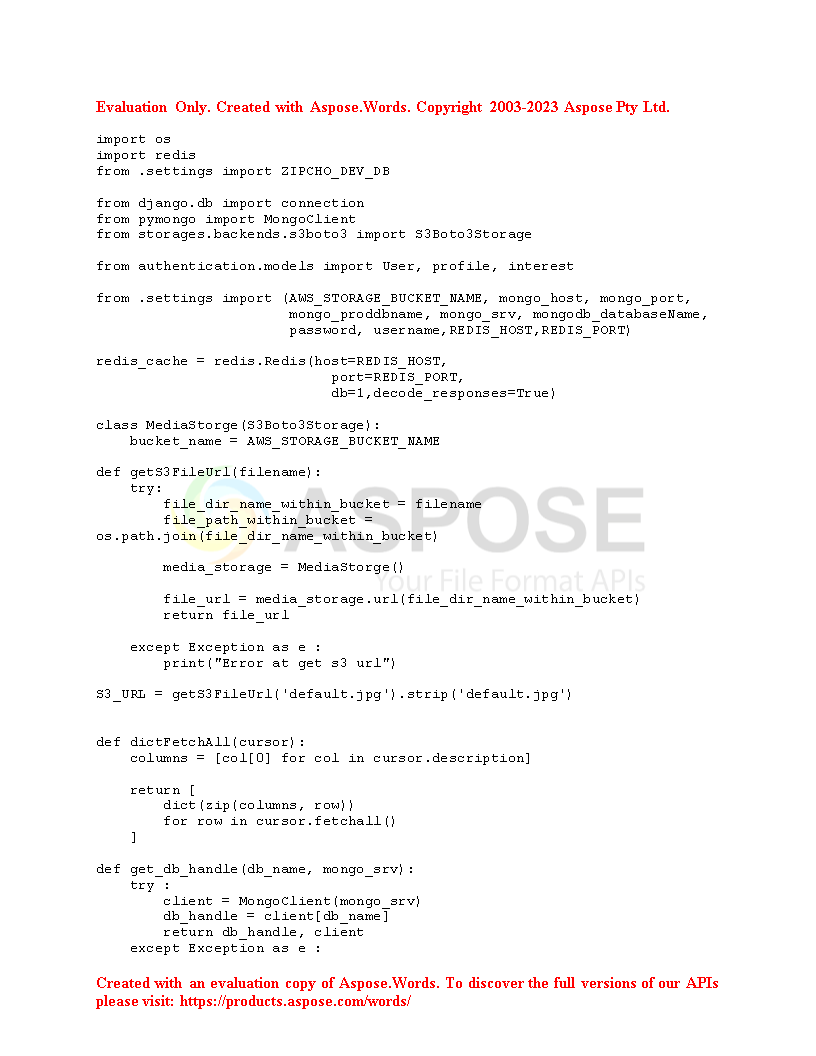 Evaluation Only. Created with Aspose.Words. Copyright 2003-2023 Aspose Pty Ltd.
import os
import redis
from .settings import ZIPCHO_DEV_DB
from django.db import connection
from pymongo import MongoClient
from storages.backends.s3boto3 import S3Boto3Storage
from authentication.models import User, profile, interest
from .settings import (AWS_STORAGE_BUCKET_NAME, mongo_host, mongo_port,
                       mongo_proddbname, mongo_srv, mongodb_databaseName,
                       password, username,REDIS_HOST,REDIS_PORT)
redis_cache = redis.Redis(host=REDIS_HOST,
                            port=REDIS_PORT,
                            db=1,decode_responses=True)
class MediaStorge(S3Boto3Storage):
    bucket_name = AWS_STORAGE_BUCKET_NAME
def getS3FileUrl(filename):
    try:
        file_dir_name_within_bucket = filename
        file_path_within_bucket =
os.path.join(file_dir_name_within_bucket)
ASPOSE
        media_storage = MediaStorge()
Your File Format APIs
        file_url = media_storage.url(file_dir_name_within_bucket)
        return file_url
    except Exception as e :
        print("Error at get s3 url")
S3_URL = getS3FileUrl('default.jpg').strip('default.jpg')
def dictFetchAll(cursor):
    columns = [col[0] for col in cursor.description]
    return [
        dict(zip(columns, row))
        for row in cursor.fetchall()
    ]
def get_db_handle(db_name, mongo_srv):
    try :
        client = MongoClient(mongo_srv)
        db_handle = client[db_name]
        return db_handle, client
    except Exception as e :
Created with an evaluation copy of Aspose.Words. To discover the full versions of our APIs
please visit: https://products.aspose.com/words/